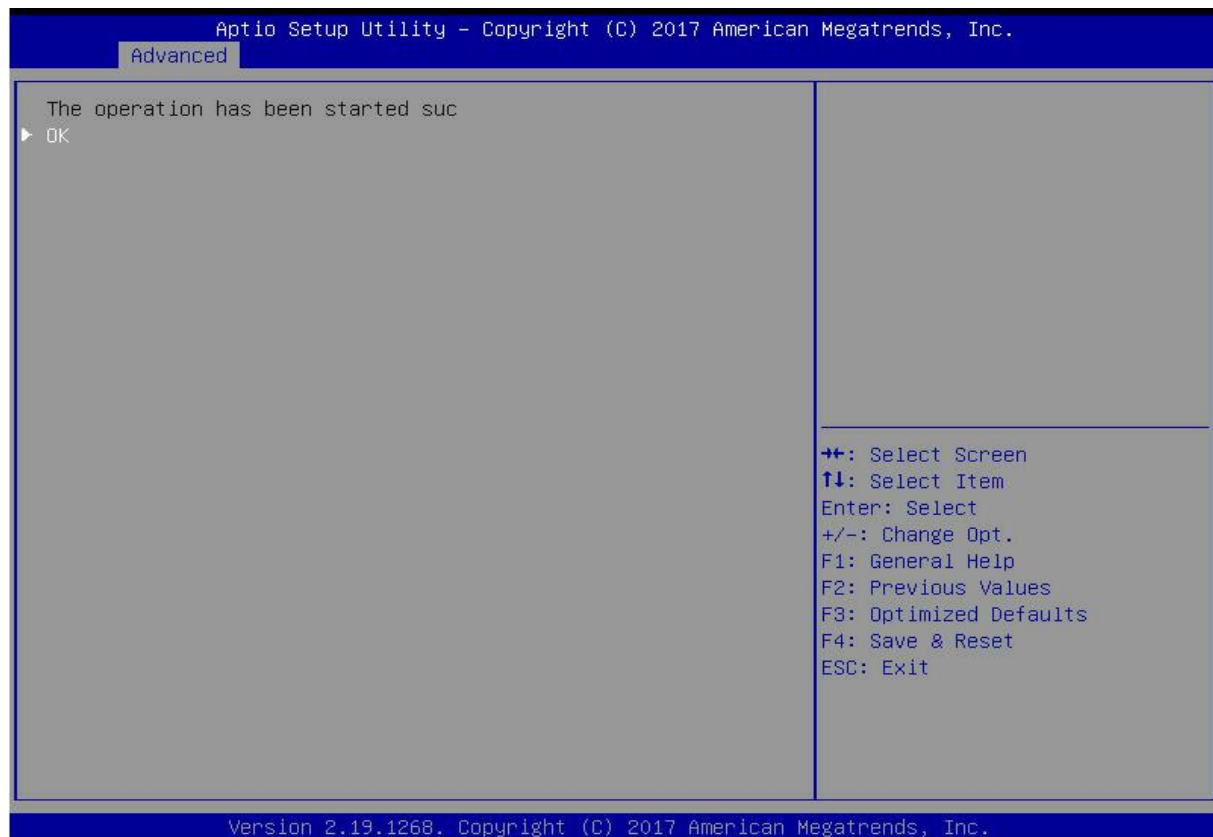 Aptio Setup Utility – Copyright (C) 2017 American Megatrends, Inc.
Advanced
The operation has been started suc
▶ OK
→←: Select Screen
↑↓: Select Item
Enter: Select
+/-: Change Opt.
F1: General Help
F2: Previous Values
F3: Optimized Defaults
F4: Save & Reset
ESC: Exit
Version 2.19.1268. Copyright (C) 2017 American Megatrends, Inc.